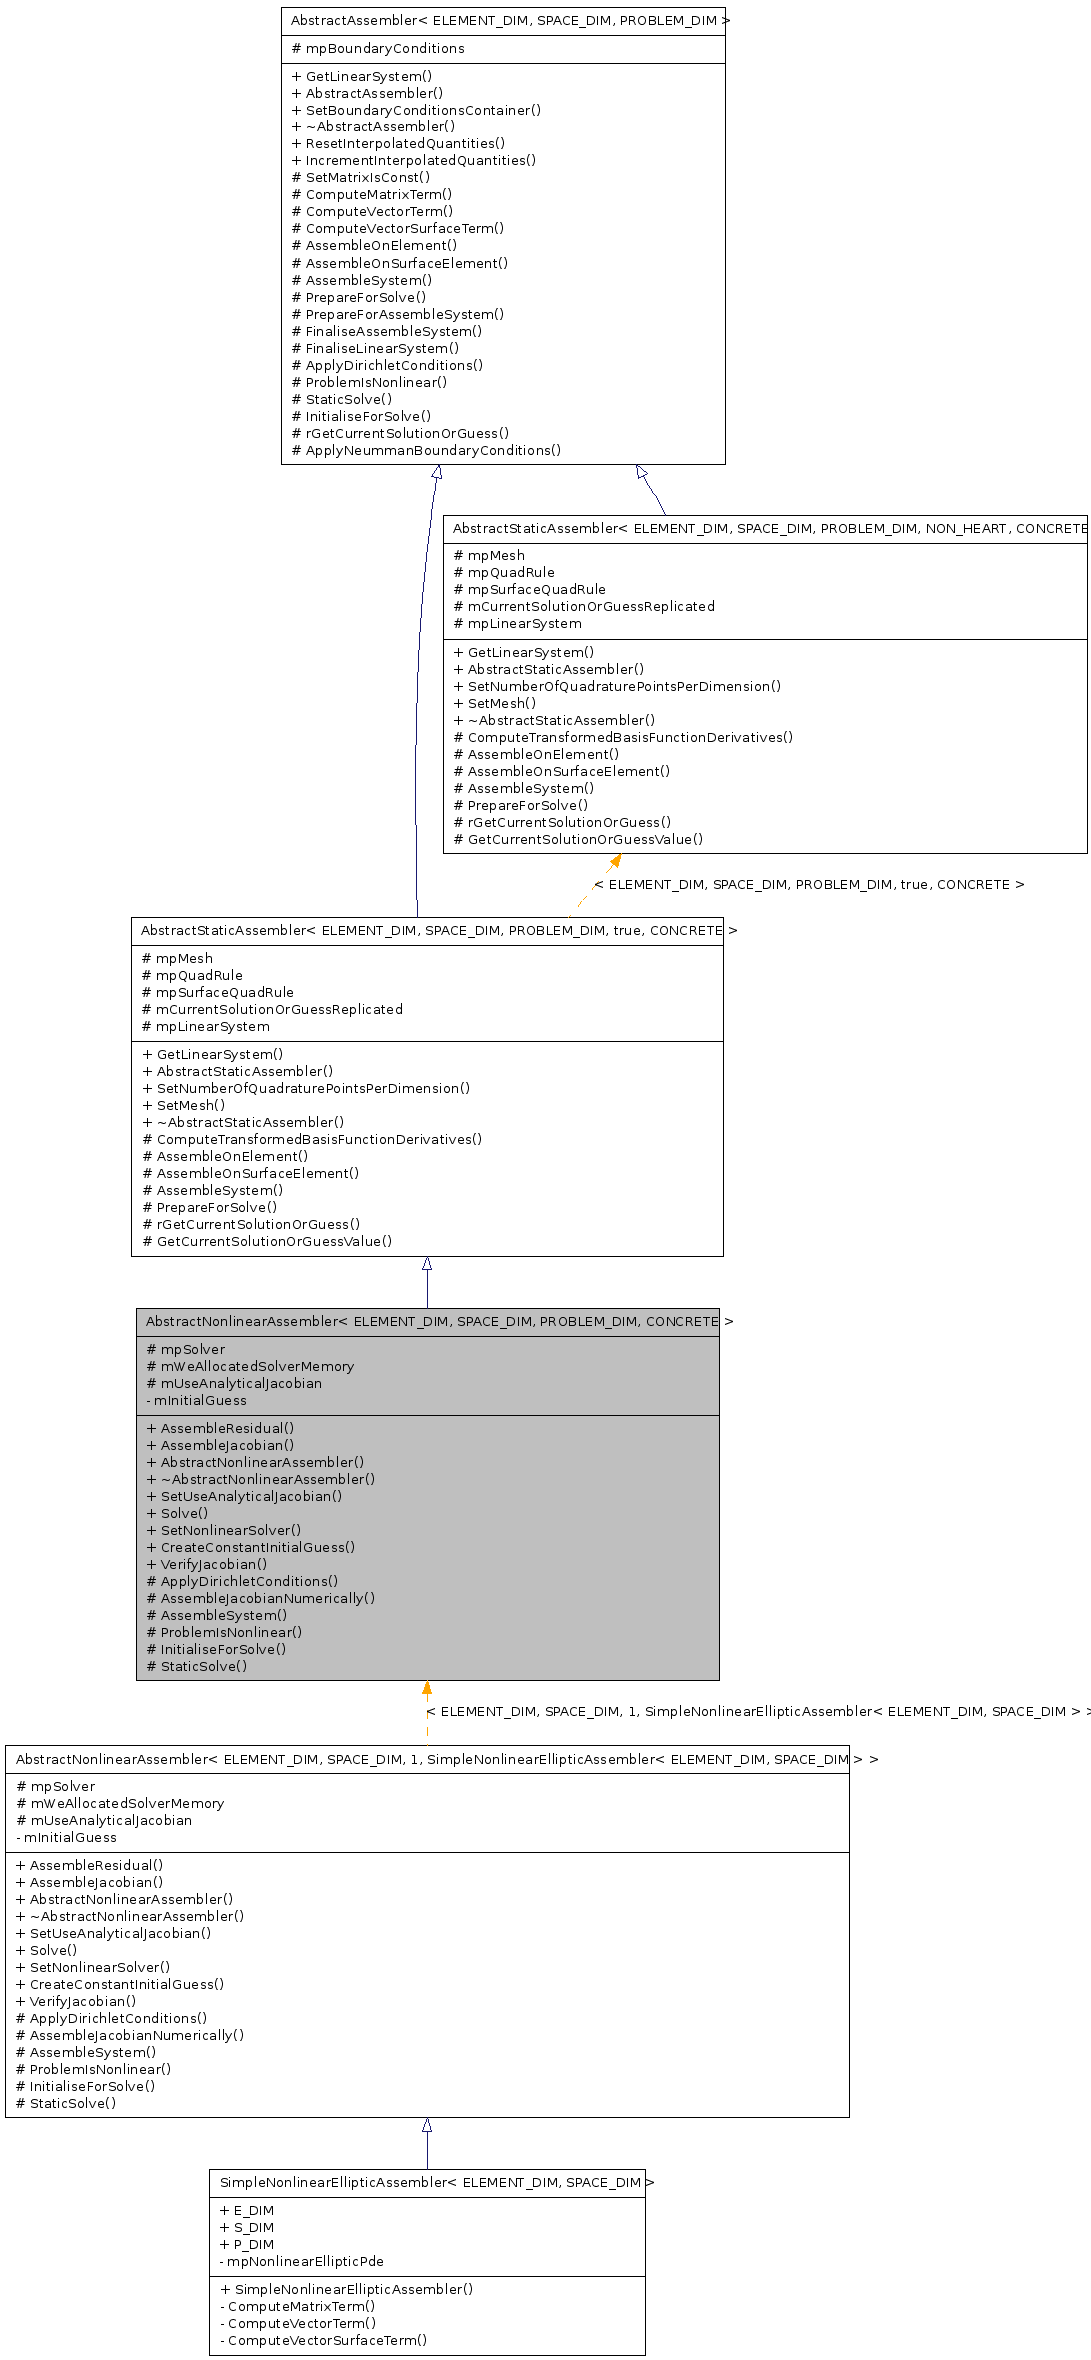 AbstractAssembler< ELEMENT_DIM, SPACE_DIM, PROBLEM_DIM >
# mpBoundaryConditions
+ GetLinearSystem()
+ AbstractAssembler()
+ SetBoundaryConditionsContainer()
+ ~AbstractAssembler()
+ ResetInterpolatedQuantities()
+ IncrementInterpolatedQuantities()
# SetMatrixIsConst()
# ComputeMatrixTerm()
# ComputeVectorTerm()
# ComputeVectorSurfaceTerm()
# AssembleOnElement()
# AssembleOnSurfaceElement()
# AssembleSystem()
# PrepareForSolve()
# PrepareForAssembleSystem()
# FinaliseAssembleSystem()
# FinaliseLinearSystem()
# ApplyDirichletConditions()
# ProblemIsNonlinear()
# StaticSolve()
# InitialiseForSolve()
# rGetCurrentSolutionOrGuess()
# ApplyNeummanBoundaryConditions()
AbstractStaticAssembler< ELEMENT_DIM, SPACE_DIM, PROBLEM_DIM, NON_HEART, CONCRETE
# mpMesh
# mpQuadRule
# mpSurfaceQuadRule
# mCurrentSolutionOrGuessReplicated
# mpLinearSystem
+ GetLinearSystem()
+ AbstractStaticAssembler()
+ SetNumberOfQuadraturePointsPerDimension()
+ SetMesh()
+ ~AbstractStaticAssembler()
# ComputeTransformedBasisFunctionDerivatives()
# AssembleOnElement()
# AssembleOnSurfaceElement()
# AssembleSystem()
# PrepareForSolve()
# rGetCurrentSolutionOrGuess()
# GetCurrentSolutionOrGuessValue()
< ELEMENT_DIM, SPACE_DIM, PROBLEM_DIM, true, CONCRETE >
AbstractStaticAssembler< ELEMENT_DIM, SPACE_DIM, PROBLEM_DIM, true, CONCRETE >
# mpMesh
# mpQuadRule
# mpSurfaceQuadRule
# mCurrentSolutionOrGuessReplicated
# mpLinearSystem
+ GetLinearSystem()
+ AbstractStaticAssembler()
+ SetNumberOfQuadraturePointsPerDimension()
+ SetMesh()
+ ~AbstractStaticAssembler()
# ComputeTransformedBasisFunctionDerivatives()
# AssembleOnElement()
# AssembleOnSurfaceElement()
# AssembleSystem()
# PrepareForSolve()
# rGetCurrentSolutionOrGuess()
# GetCurrentSolutionOrGuessValue()
AbstractNonlinearAssembler< ELEMENT_DIM, SPACE_DIM, PROBLEM_DIM, CONCRETE >
# mpSolver
# mWeAllocatedSolverMemory
# mUseAnalyticalJacobian
- mInitialGuess
+ AssembleResidual()
+ AssembleJacobian()
+ AbstractNonlinearAssembler()
+ ~AbstractNonlinearAssembler()
+ SetUseAnalyticalJacobian()
+ Solve()
+ SetNonlinearSolver()
+ CreateConstantInitialGuess()
+ VerifyJacobian()
# ApplyDirichletConditions()
# AssembleJacobianNumerically()
# AssembleSystem()
# ProblemIsNonlinear()
# InitialiseForSolve()
# StaticSolve()
< ELEMENT_DIM, SPACE_DIM, 1, SimpleNonlinearEllipticAssembler< ELEMENT_DIM, SPACE_DIM > >
AbstractNonlinearAssembler< ELEMENT_DIM, SPACE_DIM, 1, SimpleNonlinearEllipticAssembler< ELEMENT_DIM, SPACE_DIM > >
# mpSolver
# mWeAllocatedSolverMemory
# mUseAnalyticalJacobian
- mInitialGuess
+ AssembleResidual()
+ AssembleJacobian()
+ AbstractNonlinearAssembler()
+ ~AbstractNonlinearAssembler()
+ SetUseAnalyticalJacobian()
+ Solve()
+ SetNonlinearSolver()
+ CreateConstantInitialGuess()
+ VerifyJacobian()
# ApplyDirichletConditions()
# AssembleJacobianNumerically()
# AssembleSystem()
# ProblemIsNonlinear()
# InitialiseForSolve()
# StaticSolve()
SimpleNonlinearEllipticAssembler< ELEMENT_DIM, SPACE_DIM >
+ E_DIM
+ S_DIM
+ P_DIM
- mpNonlinearEllipticPde
+ SimpleNonlinearEllipticAssembler()
- ComputeMatrixTerm()
- ComputeVectorTerm()
- ComputeVectorSurfaceTerm()